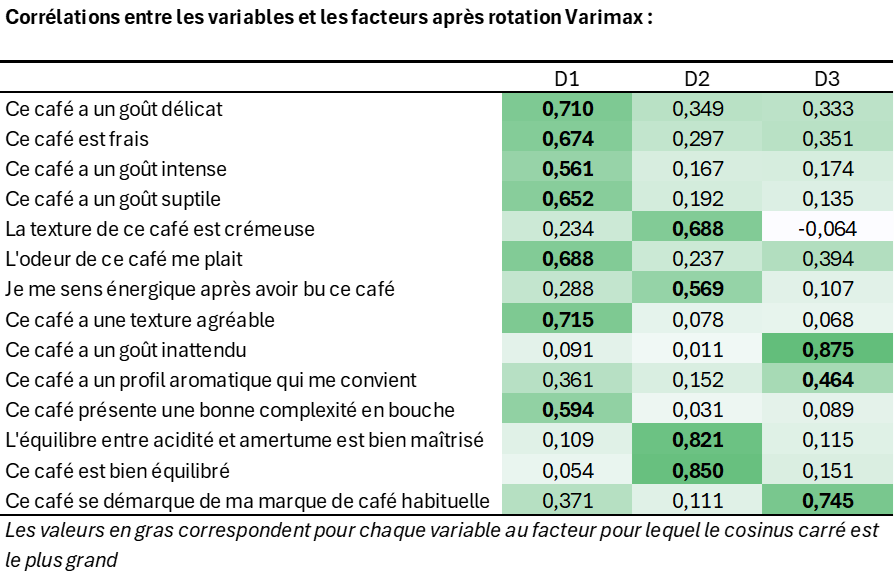 Corrélations entre les variables et les facteurs après rotation Varimax :
D1 D2 D3
Ce café a un goût délicat 0,710 0,349 0,333
Ce café est frais 0,674 0,297 0,351
Ce café a un goût intense 0,561 0,167 0,174
Ce café a un goût suptile 0,652 0,192 0,135
La texture de ce café est crémeuse 0,234 0,688 -0,064
L'odeur de ce café me plait 0,688 0,237 0,394
Je me sens énergique après avoir bu ce café 0,288 0,569 0,107
Ce café a une texture agréable 0,715 0,078 0,068
Ce café a un goût inattendu 0,091 0,011 0,875
Ce café a un profil aromatique qui me convient 0,361 0,152 0,464
Ce café présente une bonne complexité en bouche 0,594 0,031 0,089
L'équilibre entre acidité et amertume est bien maîtrisé 0,109 0,821 0,115
Ce café est bien équilibré 0,054 0,850 0,151
Ce café se démarque de ma marque de café habituelle 0,371 0,111 0,745
Les valeurs en gras correspondent pour chaque variable au facteur pour lequel le cosinus carré est
le plus grand